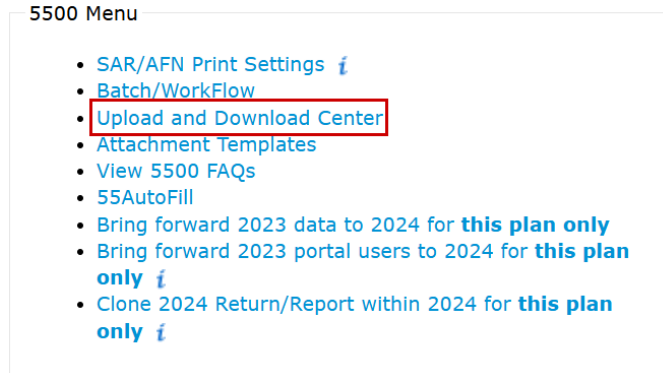 5500 Menu
• SAR/AFN Print Settings i
• Batch/WorkFlow
• Upload and Download Center
• Attachment Templates
• View 5500 FAQs
• 55AutoFill
• Bring forward 2023 data to 2024 for this plan only
• Bring forward 2023 portal users to 2024 for this plan
only i
• Clone 2024 Return/Report within 2024 for this plan
only i